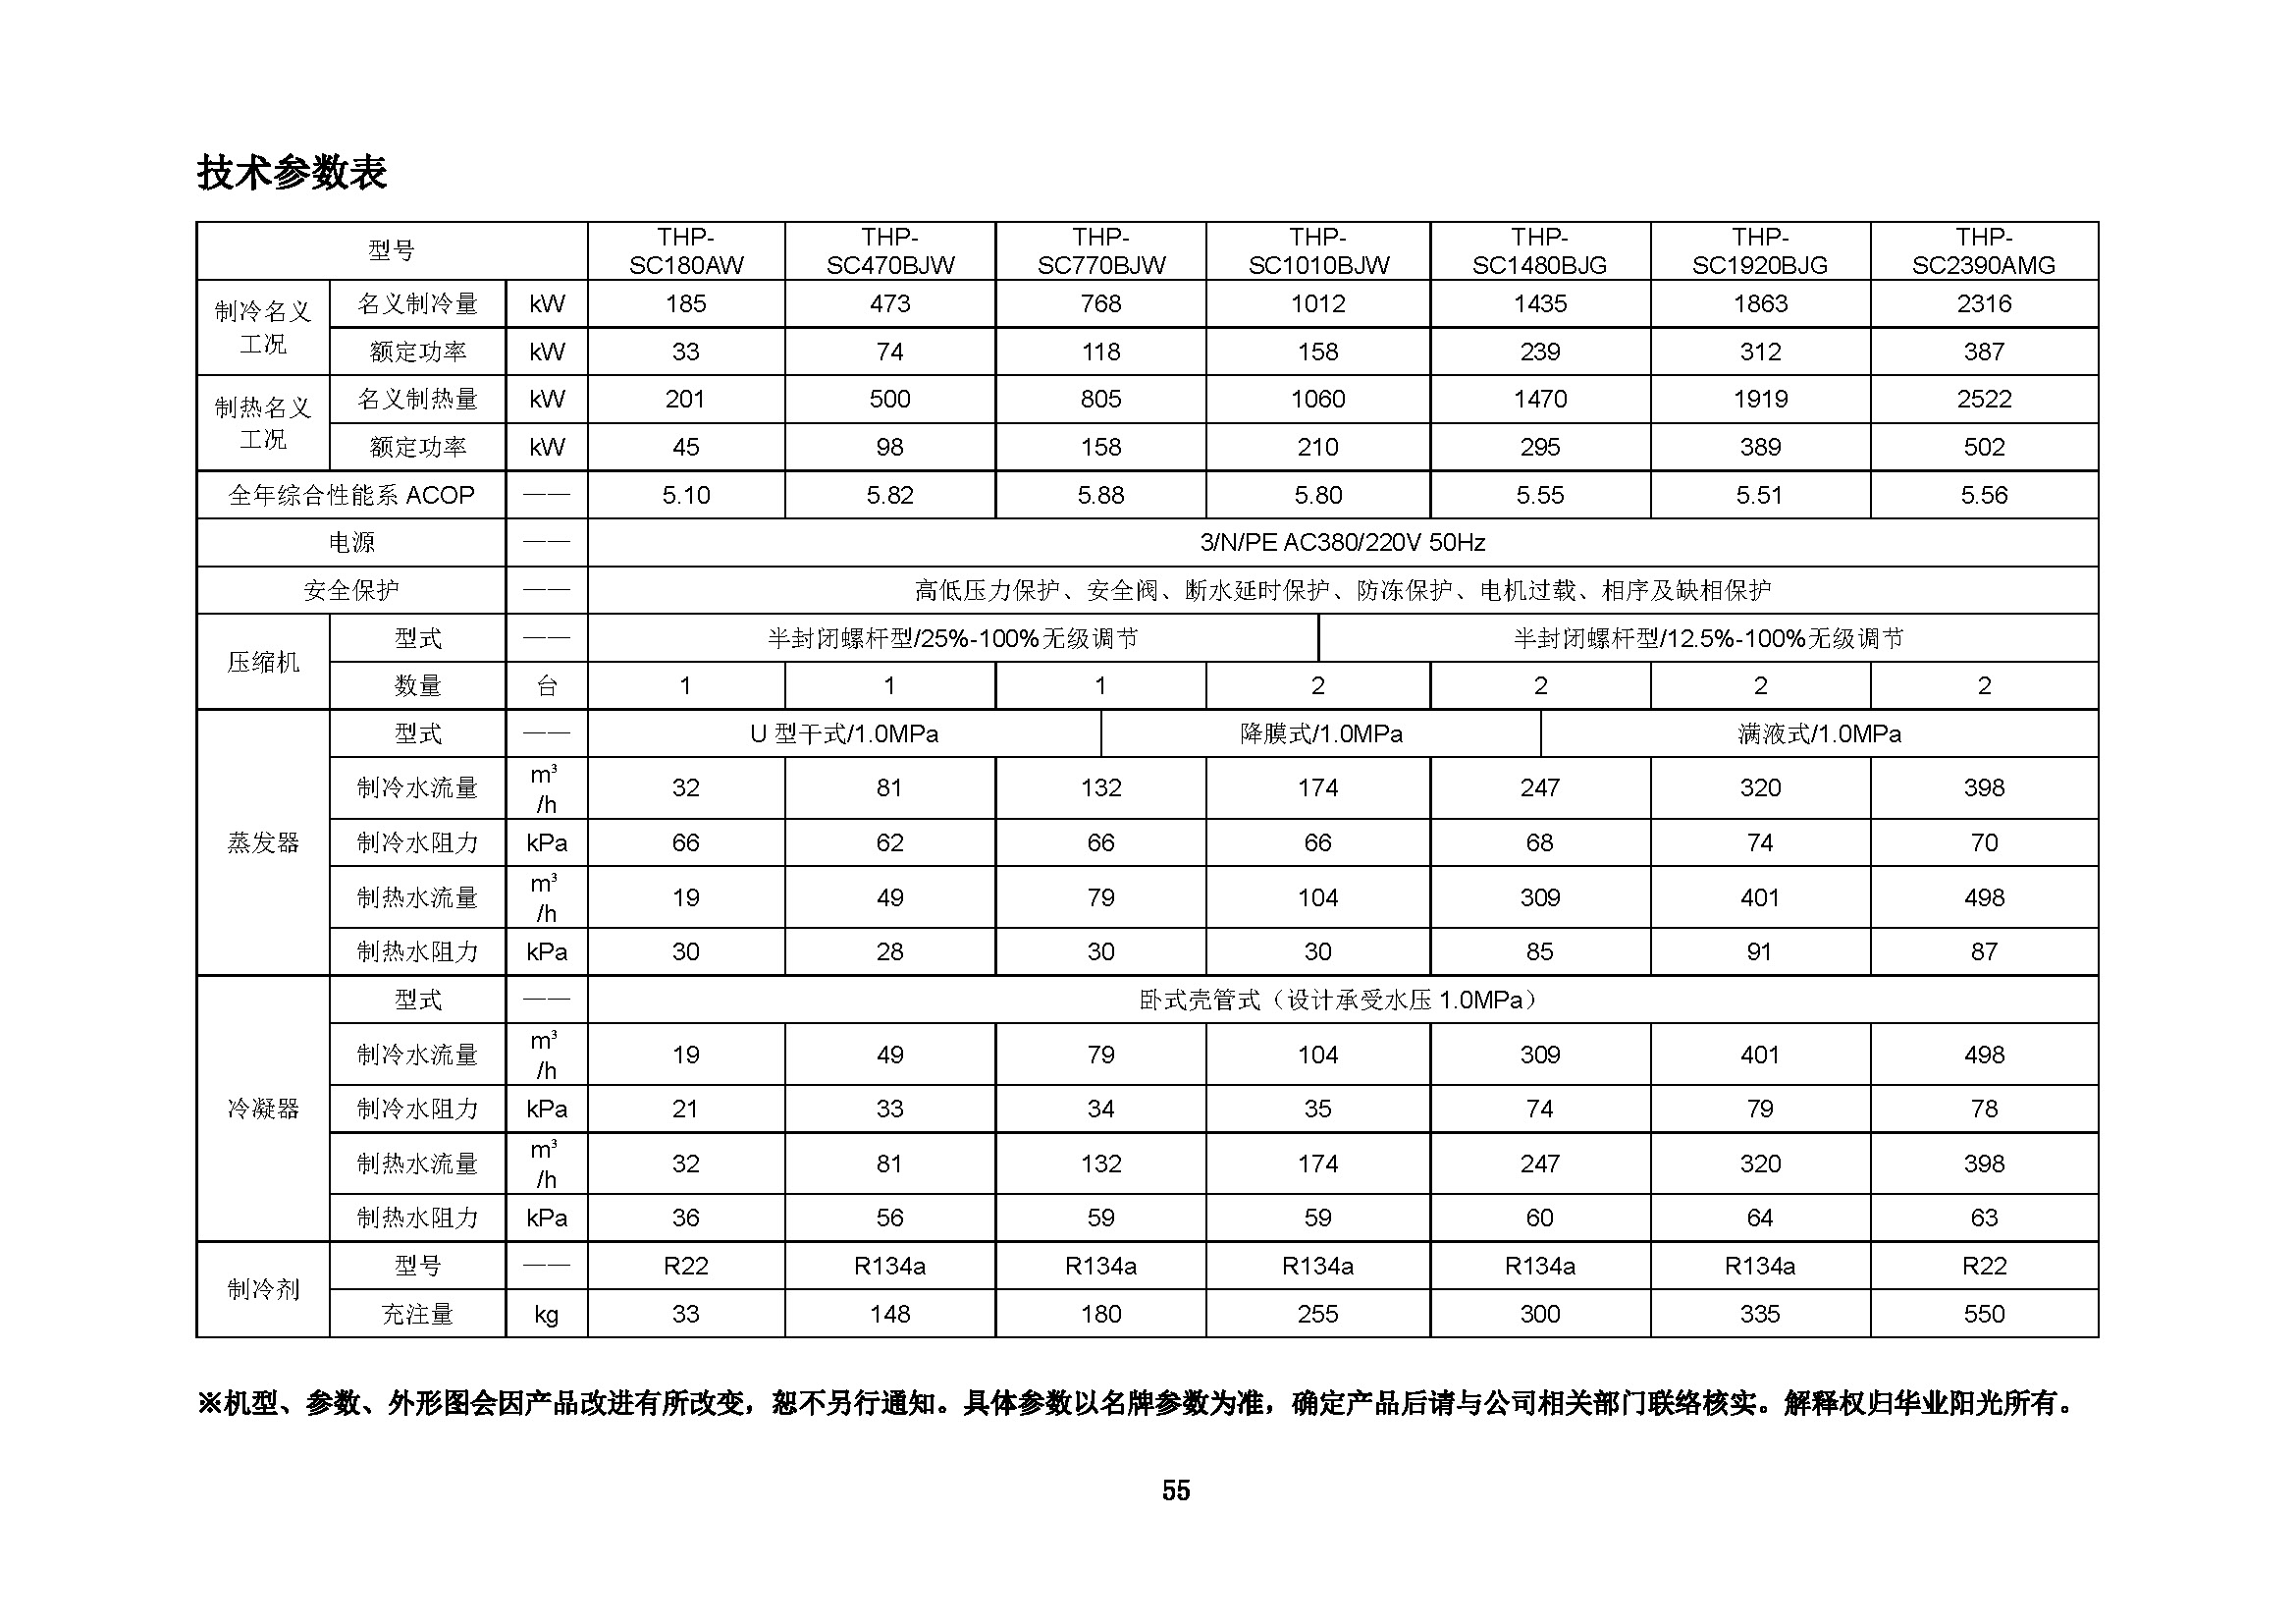 技术参数表
型号 THP-SC180AW THP-SC470BJW THP-SC770BJW THP-SC1010BJW THP-SC1480BJG THP-SC1920BJG THP-SC2390AMG
制冷名义工况 名义制冷量 kW 185 473 768 1012 1435 1863 2316
额定功率 kW 33 74 118 158 239 312 387
制热名义工况 名义制热量 kW 201 500 805 1060 1470 1919 2522
额定功率 kW 45 98 158 210 295 389 502
全年综合性能系 ACOP —— 5.10 5.82 5.88 5.80 5.55 5.51 5.56
电源 —— 3/N/PE AC380/220V 50Hz
安全保护 —— 高低压力保护、安全阀、断水延时保护、防冻保护、电机过载、相序及缺相保护
压缩机 型式 —— 半封闭螺杆型/25%-100%无级调节 半封闭螺杆型/12.5%-100%无级调节
数量 台 1 1 1 2 2 2 2
蒸发器 型式 —— U 型干式/1.0MPa 降膜式/1.0MPa 满液式/1.0MPa
制冷水流量 m³/h 32 81 132 174 247 320 398
制冷水阻力 kPa 66 62 66 66 68 74 70
制热水流量 m³/h 19 49 79 104 309 401 498
制热水阻力 kPa 30 28 30 30 85 91 87
冷凝器 型式 —— 卧式壳管式（设计承受水压 1.0MPa）
制冷水流量 m³/h 19 49 79 104 309 401 498
制冷水阻力 kPa 21 33 34 35 74 79 78
制热水流量 m³/h 32 81 132 174 247 320 398
制热水阻力 kPa 36 56 59 59 60 64 63
制冷剂 型号 —— R22 R134a R134a R134a R134a R134a R22
充注量 kg 33 148 180 255 300 335 550
※机型、参数、外形图会因产品改进有所改变，恕不另行通知。具体参数以名牌参数为准，确定产品后请与公司相关部门联络核实。解释权归华业阳光所有。
55